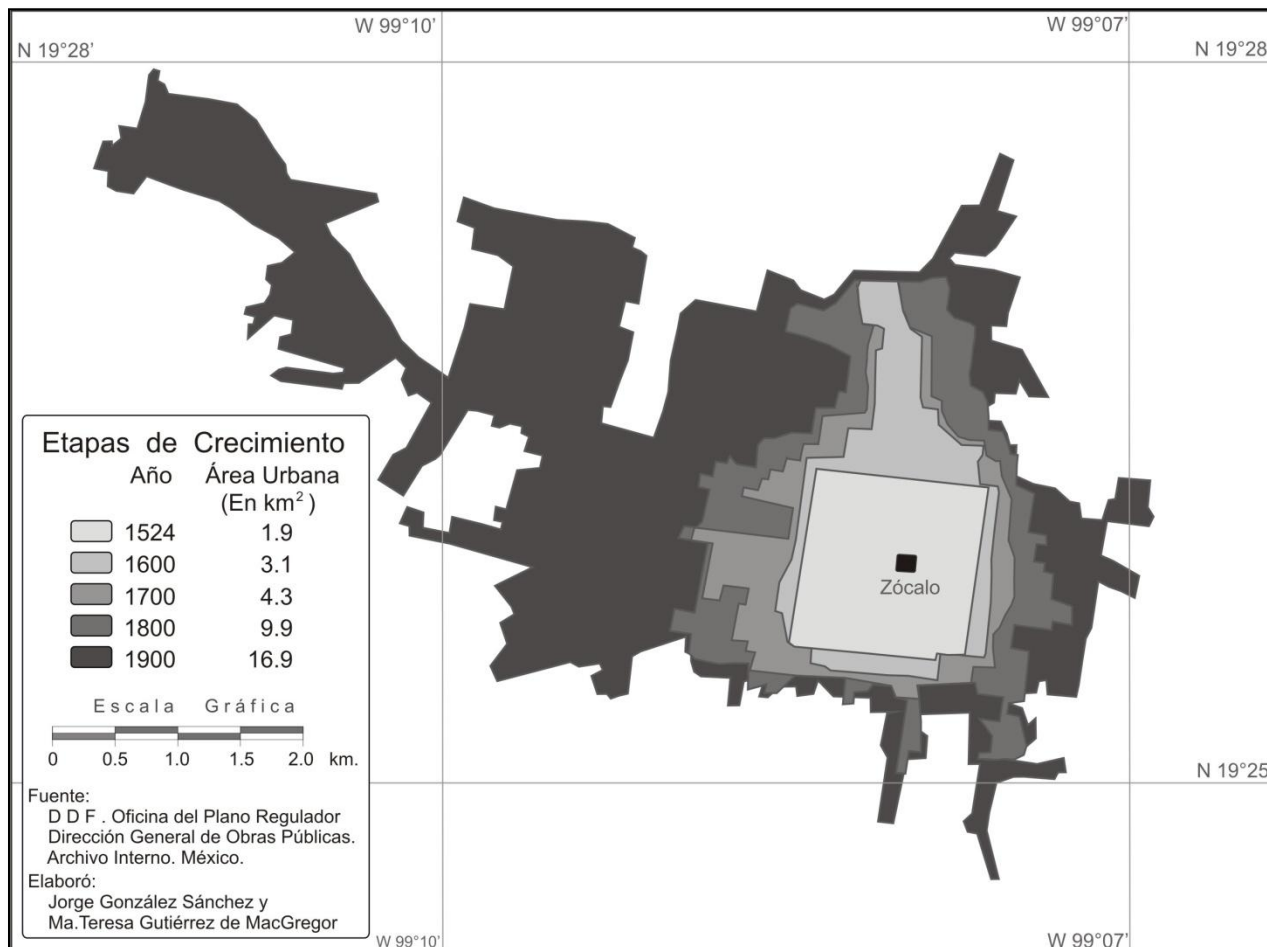 W 99°10'
W 99°07'
N 19°28'
N 19°28
Zócalo
Etapas de Crecimiento
Año Área Urbana
(En km²)
1524 1.9
1600 3.1
1700 4.3
1800 9.9
1900 16.9
Escala Gráfica
0 0.5 1.0 1.5 2.0 km.
N 19°25
Fuente:
D D F . Oficina del Plano Regulador
Dirección General de Obras Públicas.
Archivo Interno. México.
Elaboró:
Jorge González Sánchez y
Ma.Teresa Gutiérrez de MacGregor
W 99°10'
W 99°07'